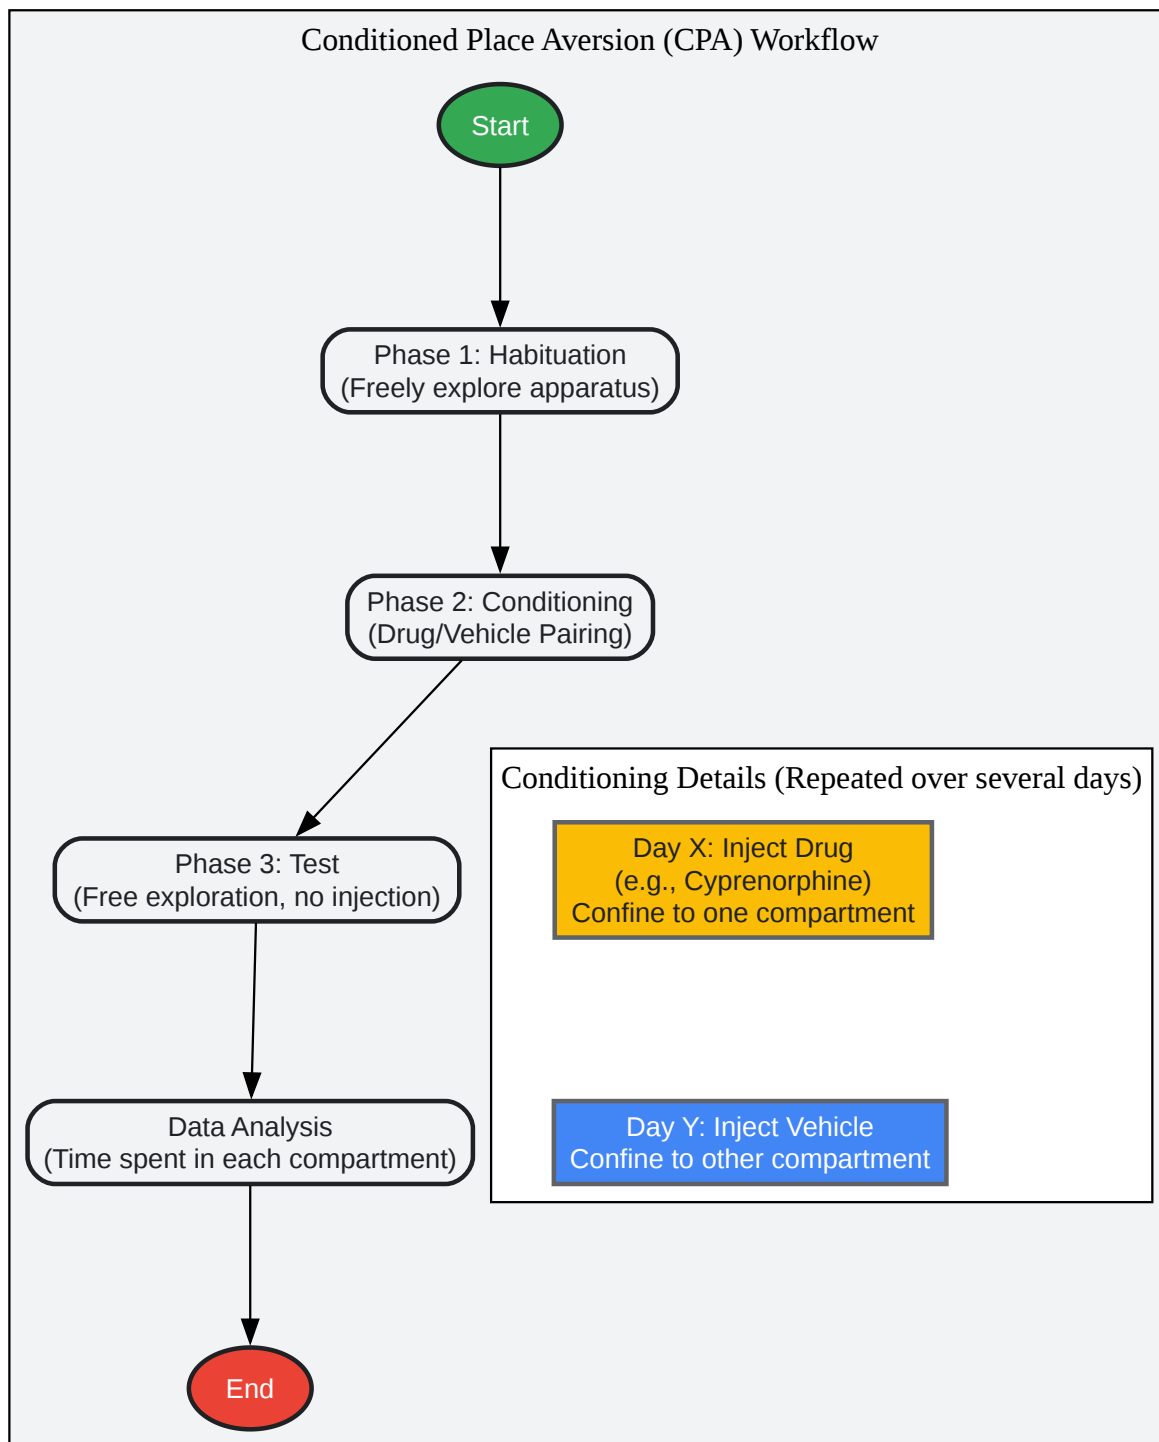 Conditioned Place Aversion (CPA) Workflow
Start
Phase 1: Habituation
(Freely explore apparatus)
Phase 2: Conditioning
(Drug/Vehicle Pairing)
Conditioning Details (Repeated over several days)
Day X: Inject Drug
(e.g., Cyprenorphine)
Confine to one compartment
Phase 3: Test
(Free exploration, no injection)
Day Y: Inject Vehicle
Confine to other compartment
Data Analysis
(Time spent in each compartment)
End